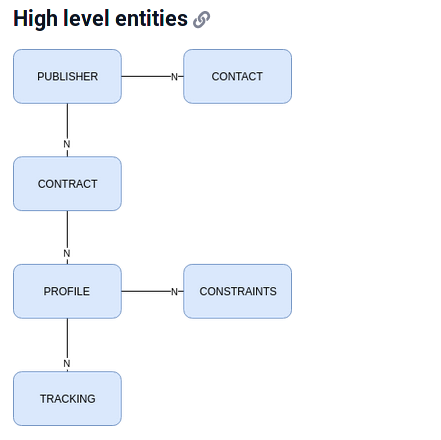 High level entities
PUBLISHER
N
CONTACT
N
CONTRACT
N
PROFILE
N
CONSTRAINTS
N
TRACKING